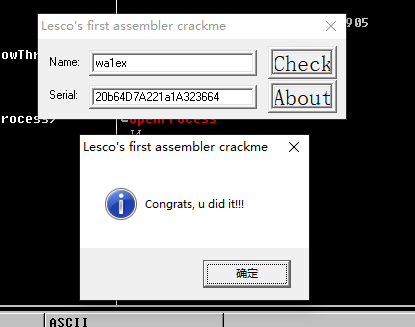 Lesco's first assembler crackme
905
owThr
Name:
wa1ex
Check
Serial:
20b64D7A221a1A323664
About
rocess/
OpenProcess
Lesco's first assembler crackme
Congrats, u did it!!!
确定
ASCII